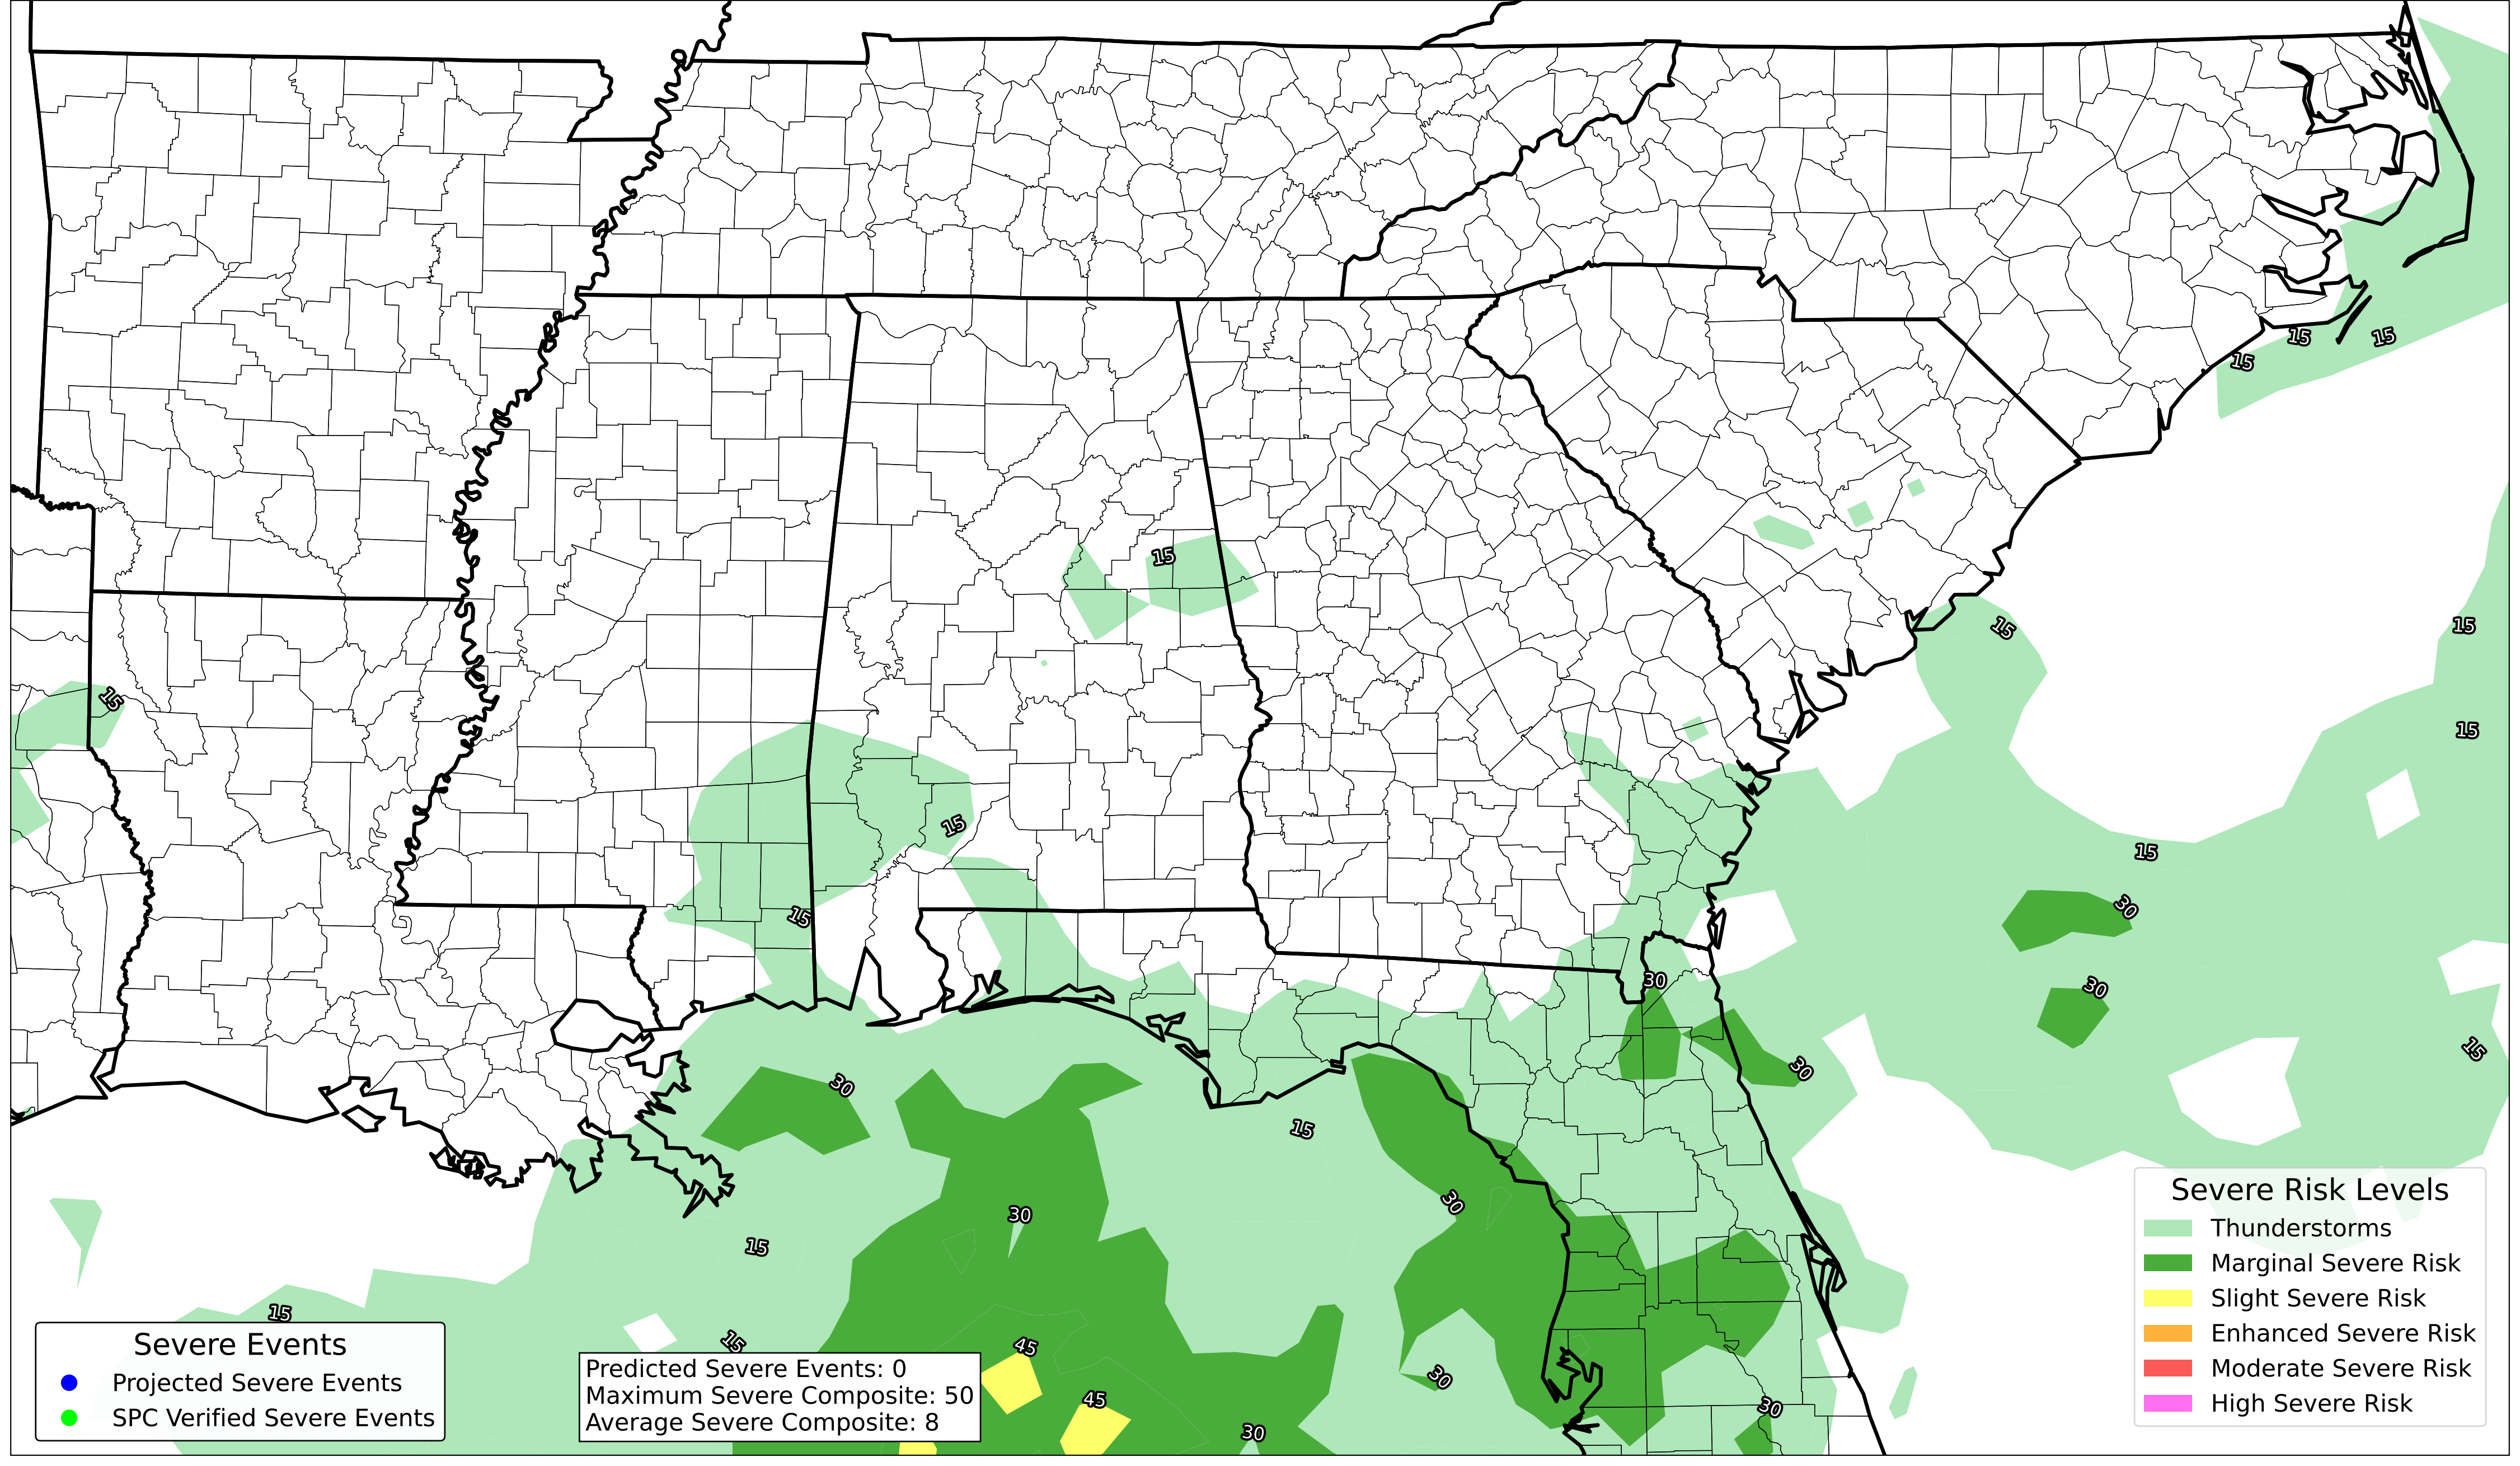 15
15
15
15
15
15
15
15
15
15
15
30
30
30
15
30
30
15
30
15
30
15
15
45
30
45
30
30
Severe Events
Projected Severe Events
SPC Verified Severe Events
Predicted Severe Events: 0
Maximum Severe Composite: 50
Average Severe Composite: 8
Severe Risk Levels
Thunderstorms
Marginal Severe Risk
Slight Severe Risk
Enhanced Severe Risk
Moderate Severe Risk
High Severe Risk